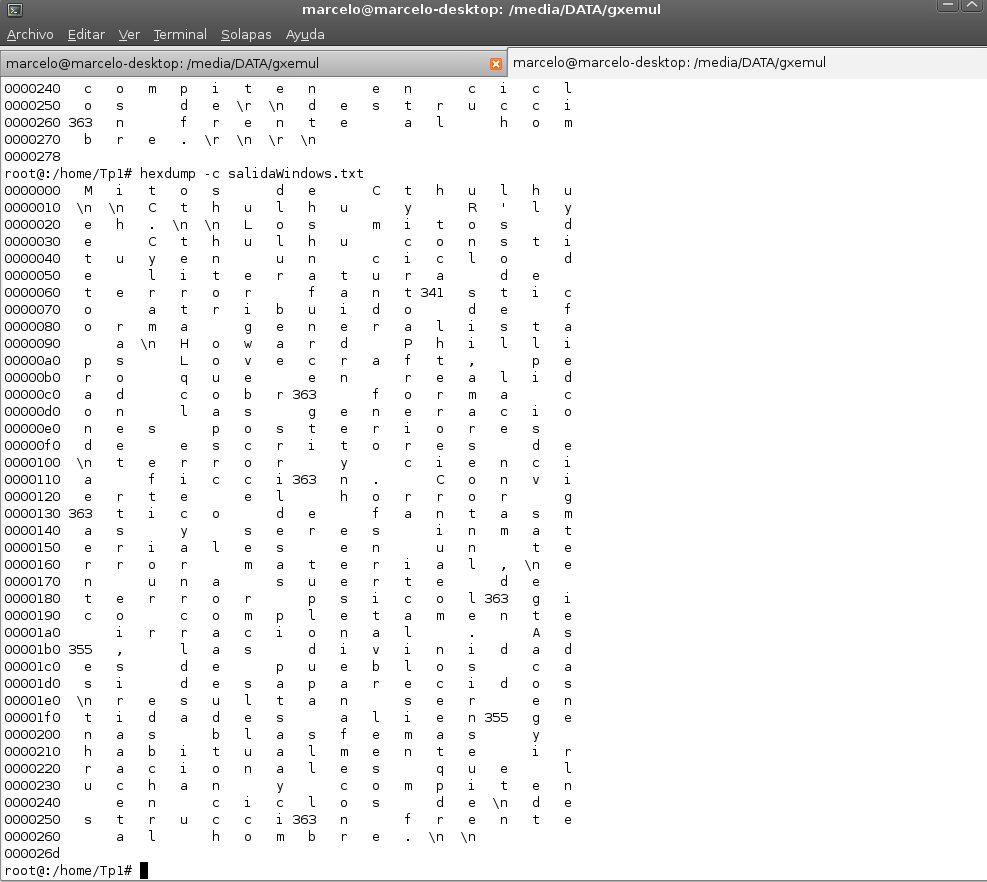 marcelo@marcelo-desktop: /media/DATA/gxemul
Archivo Editar Ver Terminal Solapas Ayuda
marcelo@marcelo-desktop: /media/DATA/gxemul marcelo@marcelo-desktop: /media/DATA/gxemul
0000240 c o m p i t e n   e n   c i c l
0000250 o s   d e \r \n d e s t r u c c i
0000260 363 n   f r e n t e   a l   h o m
0000270 b r e . \r \n \r \n
0000278
root@:/home/Tp1# hexdump -c salidaWindows.txt
0000000 M i t o s   d e   C t h u l h u
0000010 \n \n C t h u l h u   y   R ' l y
0000020 e h . \n \n L o s   m i t o s   d
0000030 e   C t h u l h u   c o n s t i
0000040 t u y e n   u n   c i c l o   d
0000050 e   l i t e r a t u r a   d e
0000060 t e r r o r   f a n t 341 s t i c
0000070 o   a t r i b u i d o   d e   f
0000080 o r m a   g e n e r a l i s t a
0000090   a \n H o w a r d   P h i l l i
00000a0 p s   L o v e c r a f t ,   p e
00000b0 r o   q u e   e n   r e a l i d
00000c0 a d   c o b r 363   f o r m a   c
00000d0 o n   l a s   g e n e r a c i o
00000e0 n e s   p o s t e r i o r e s
00000f0 d e   e s c r i t o r e s   d e
0000100 \n t e r r o r   y   c i e n c i
0000110 a   f i c c i 363 n .   C o n v i
0000120 e r t e   e l   h o r r o r   g
0000130 363 t i c o   d e   f a n t a s m
0000140 a s   y   s e r e s   i n m a t
0000150 e r i a l e s   e n   u n   t e
0000160 r r o r   m a t e r i a l , \n e
0000170 n   u n a   s u e r t e   d e
0000180 t e r r o r   p s i c o l 363 g i
0000190 c o   c o m p l e t a m e n t e
00001a0   i r r a c i o n a l   .   A s
00001b0 355 ,   l a s   d i v i n i d a d
00001c0 e s   d e   p u e b l o s   c a
00001d0 s i   d e s a p a r e c i d o s
00001e0 \n r e s u l t a n   s e r   e n
00001f0 t i d a d e s   a l i e n 355 g e
0000200 n a s   b l a s f e m a s   y
0000210 h a b i t u a l m e n t e   i r
0000220 r a c i o n a l e s   q u e   l
0000230 u c h a n   y   c o m p i t e n
0000240   e n   c i c l o s   d e \n d e
0000250 s t r u c c i 363 n   f r e n t e
0000260   a l   h o m b r e . \n \n
000026d
root@:/home/Tp1#